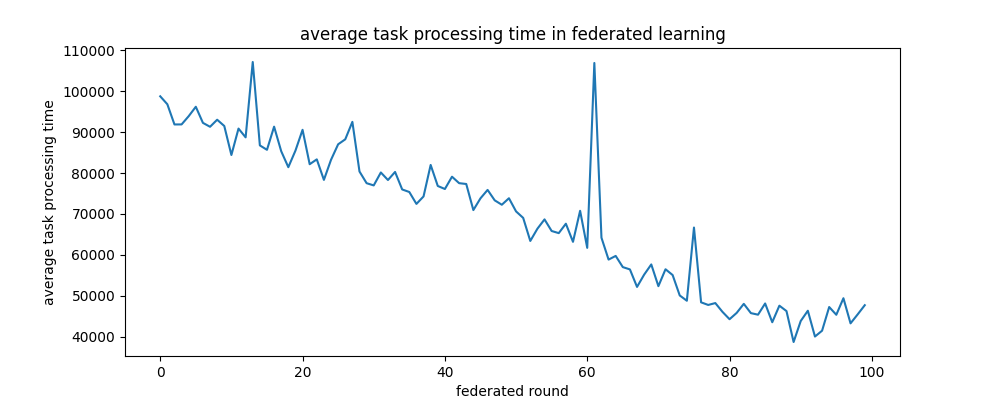 average task processing time in federated learning
average task processing time
110000
100000
90000
80000
70000
60000
50000
40000
0 20 40 60 80 100
federated round